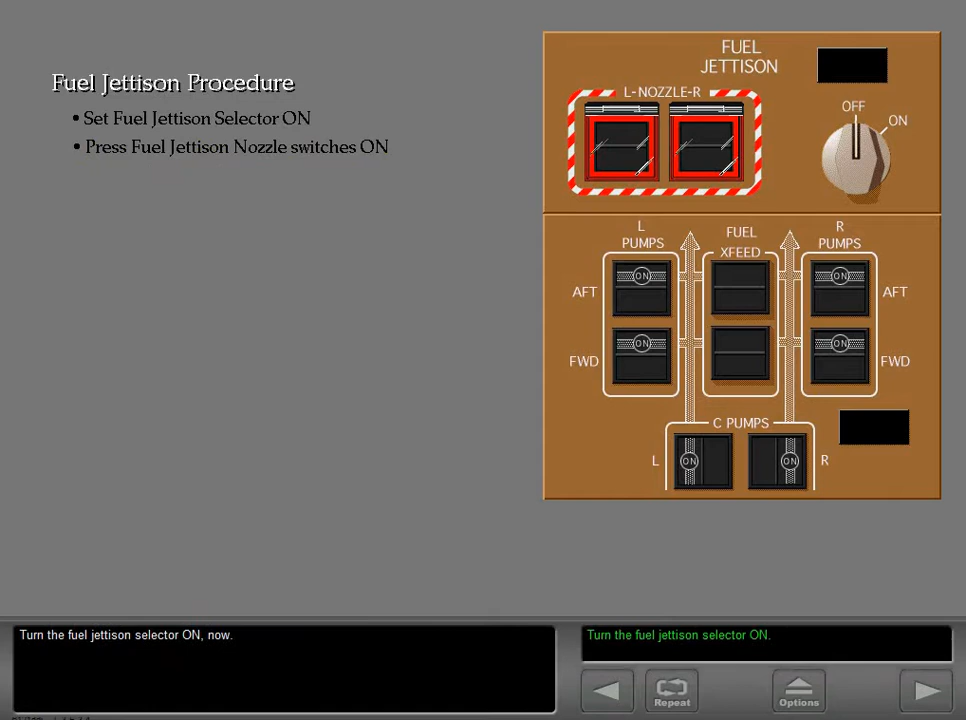 Fuel Jettison Procedure
• Set Fuel Jettison Selector ON
• Press Fuel Jettison Nozzle switches ON
FUEL
JETTISON
L-NOZZLE-R
OFF
ON
L
PUMPS
FUEL
XFEED
R
PUMPS
ON
ON
AFT
AFT
ON
ON
FWD
FWD
C PUMPS
L
ON
ON
R
Turn the fuel jettison selector ON, now.
Turn the fuel jettison selector ON.
Repeat
Options